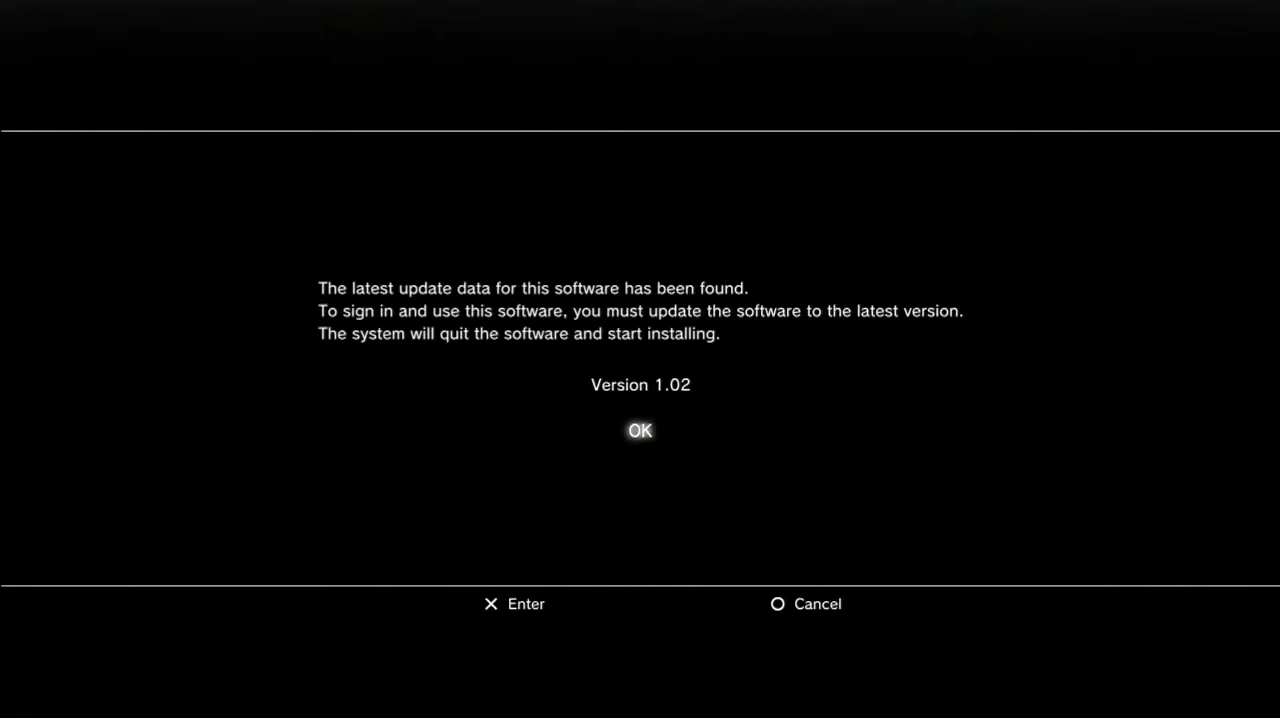 The latest update data for this software has been found.
To sign in and use this software, you must update the software to the latest version.
The system will quit the software and start installing.
Version 1.02
OK
Enter
Cancel